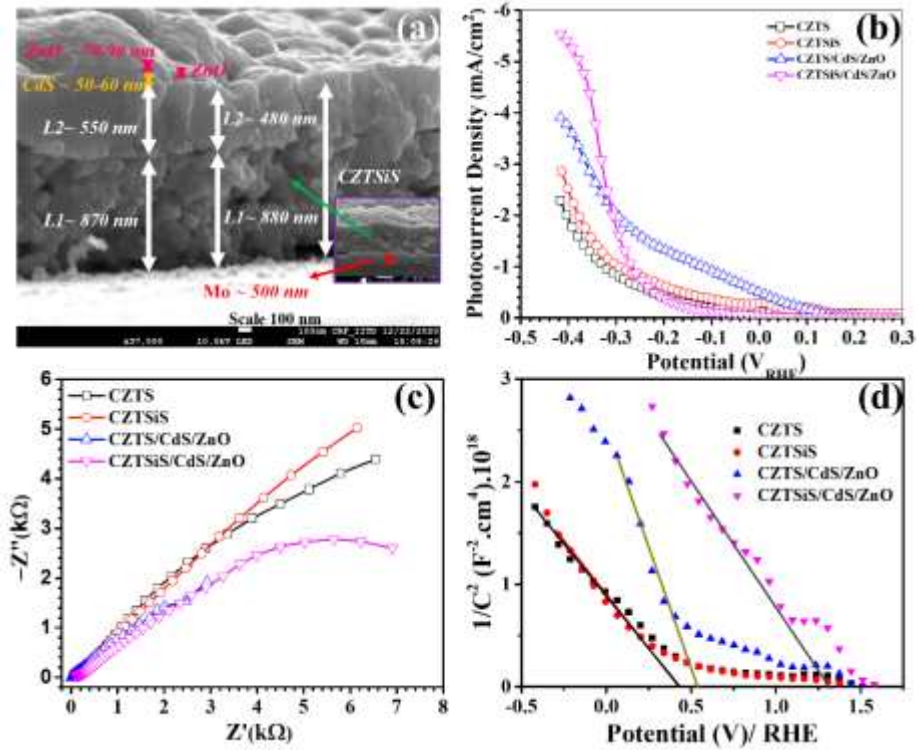 (a)
ZnO ~ 70-90 nm
ZnO
CdS ~ 50-60 nm
L2~ 550 nm
L2~ 480 nm
CZTSiS
L1~ 870 nm
L1~ 880 nm
Mo ~ 500 nm
Scale 100 nm
(b)
CZTS
CZTSiS
CZTS/CdS/ZnO
CZTSiS/CdS/ZnO
Photocurrent Density (mA/cm²)
-6
-5
-4
-3
-2
-1
0
-0.5 -0.4 -0.3 -0.2 -0.1 0.0 0.1 0.2 0.3
Potential (V_RHE)
(c)
CZTS
CZTSiS
CZTS/CdS/ZnO
CZTSiS/CdS/ZnO
−Z''(kΩ)
6
5
4
3
2
1
0
0 1 2 3 4 5 6 7 8
Z'(kΩ)
(d)
CZTS
CZTSiS
CZTS/CdS/ZnO
CZTSiS/CdS/ZnO
1/C⁻² (F⁻².cm⁴).10¹⁸
3
2
1
0
-0.5 0.0 0.5 1.0 1.5
Potential (V)/ RHE